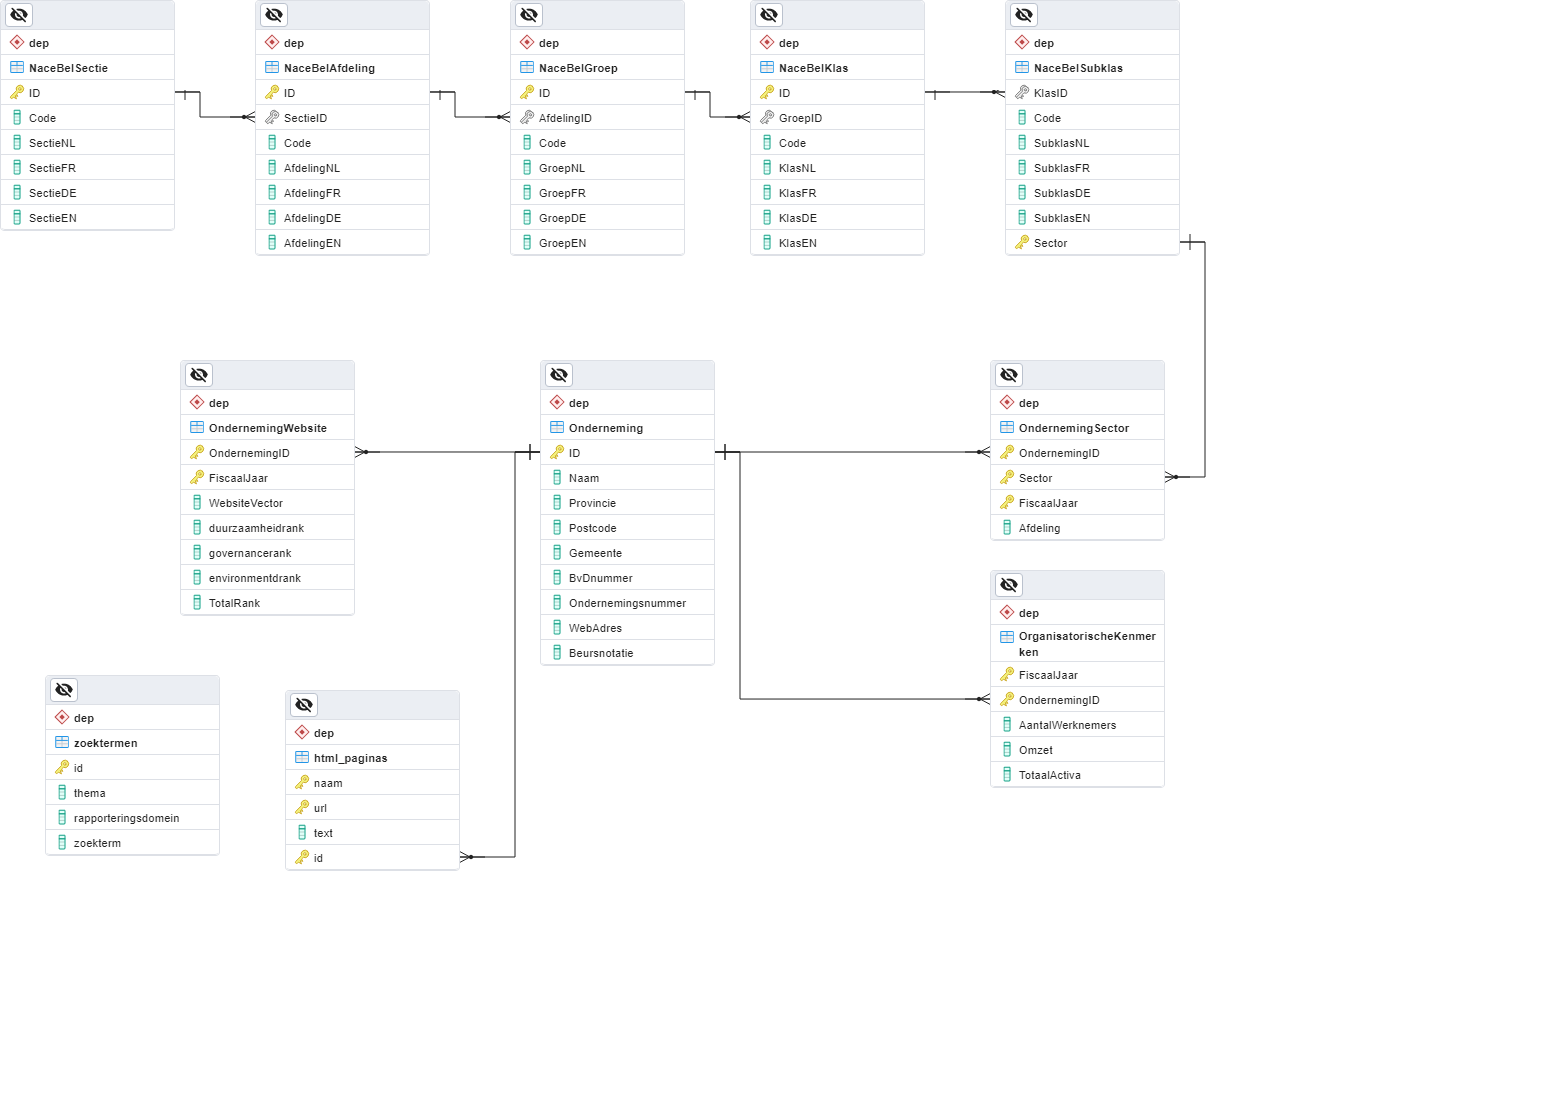 dep
NaceBelSectie
ID
Code
SectieNL
SectieFR
SectieDE
SectieEN
dep
NaceBelAfdeling
ID
SectieID
Code
AfdelingNL
AfdelingFR
AfdelingDE
AfdelingEN
dep
NaceBelGroep
ID
AfdelingID
Code
GroepNL
GroepFR
GroepDE
GroepEN
dep
NaceBelKlas
ID
GroepID
Code
KlasNL
KlasFR
KlasDE
KlasEN
dep
NaceBelSubklas
KlasID
Code
SubklasNL
SubklasFR
SubklasDE
SubklasEN
Sector
dep
OndernemingWebsite
OndernemingID
FiscaalJaar
WebsiteVector
duurzaamheidrank
governancerank
environmentdrank
TotalRank
dep
Onderneming
ID
Naam
Provincie
Postcode
Gemeente
BvDnummer
Ondernemingsnummer
WebAdres
Beursnotatie
dep
OndernemingSector
OndernemingID
Sector
FiscaalJaar
Afdeling
dep
OrganisatorischeKenmer
ken
FiscaalJaar
OndernemingID
AantalWerknemers
Omzet
TotaalActiva
dep
zoektermen
id
thema
rapporteringsdomein
zoekterm
dep
html_paginas
naam
url
text
id